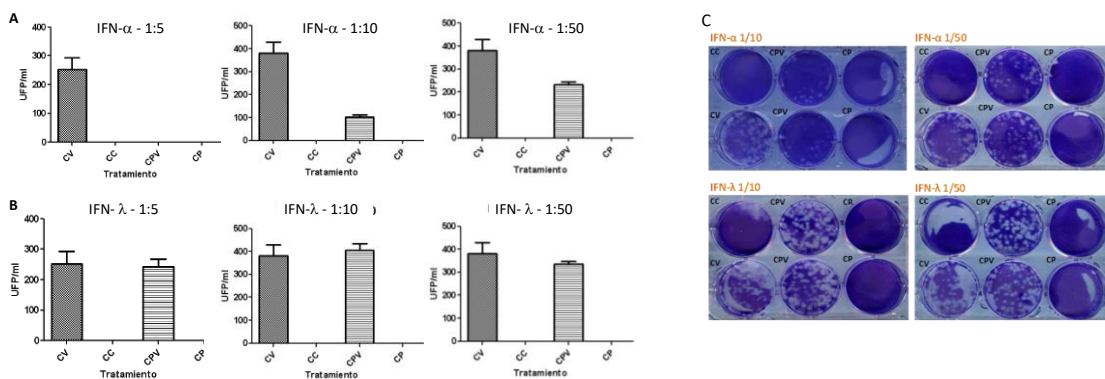 A
IFN-α - 1:5
IFN-α - 1:10
IFN-α - 1:50
UFP/ml
400
300
200
100
0
CV
CC
CPV
CP
Tratamiento
UFP/ml
500
400
300
200
100
0
CV
CC
CPV
CP
Tratamiento
UFP/ml
500
400
300
200
100
0
CV
CC
CPV
CP
Tratamiento
B
IFN- λ - 1:5
IFN-λ - 1:10
IFN- λ - 1:50
UFP/ml
400
300
200
100
0
CV
CC
CPV
CP
Tratamiento
UFP/ml
500
400
300
200
100
0
CV
CC
CPV
CP
Tratamiento
UFP/ml
500
400
300
200
100
0
CV
CC
CPV
CP
Tratamiento
C
IFN-α 1/10
CC
CPV
CP
CV
CPV
CP
IFN-α 1/50
CC
CPV
CP
CV
CPV
CP
IFN-λ 1/10
CC
CPV
CP
CV
CPV
CP
IFN-λ 1/50
CC
CPV
CP
CV
CPV
CP